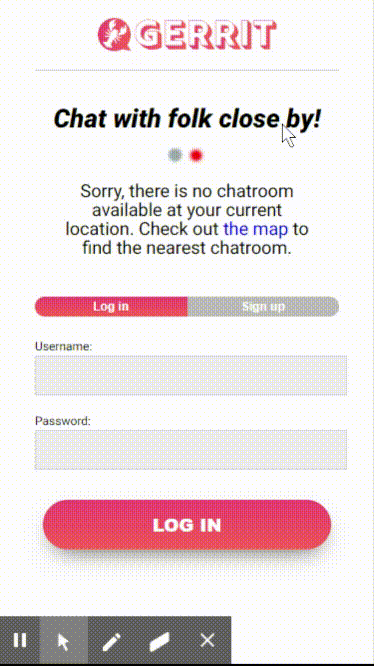 GERRIT
Chat with folk close by!
Sorry, there is no chatroom
available at your current
location. Check out the map to
find the nearest chatroom.
Log in
Sign up
Username:
Password:
LOG IN